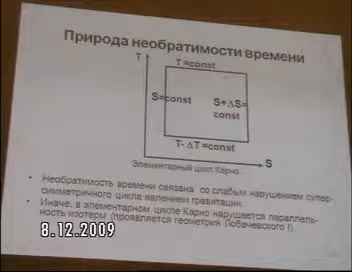 Природа необратимости времени
T
T=const
S=const
S+ΔS=
const
T-ΔT=const
S
Элементарный цикл Карно
• Необратимость времени связана со слабым нарушением супер-
симметричного цикла явлением гравитации.
• Иначе, в элементарном цикле Карно нарушается параллель-
ность изотерм (проявляется геометрия Лобачевского !).
8.12.2009